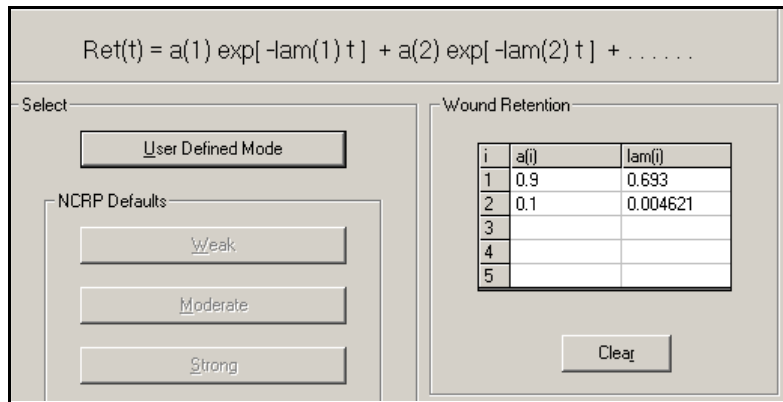 Ret(t) = a(1) exp[ -lam(1) t ] + a(2) exp[ -lam(2) t ] + . . . . . .
Select
User Defined Mode
NCRP Defaults
Weak
Moderate
Strong
Wound Retention
i a(i) lam(i)
1 0.9 0.693
2 0.1 0.004621
3
4
5
Clear